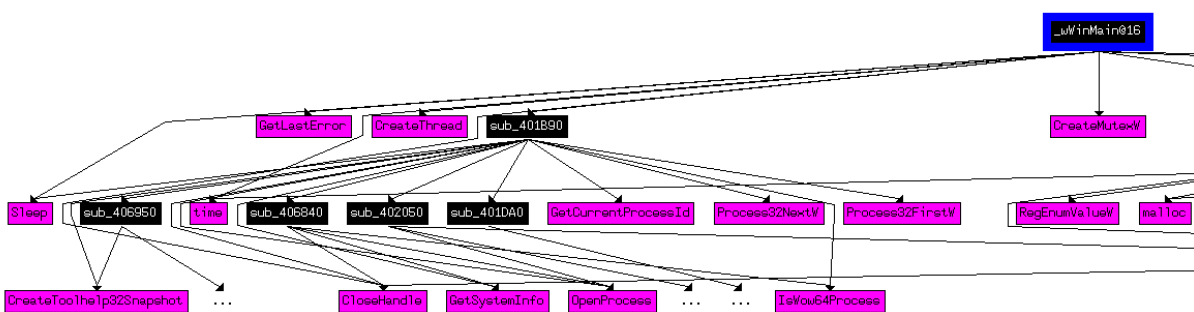 _wWinMain@16
GetLastError
CreateThread
sub_401B90
CreateMutexW
Sleep
sub_406950
time
sub_406840
sub_402050
sub_401DA0
GetCurrentProcessId
Process32NextW
Process32FirstW
RegEnumValueW
malloc
CreateToolhelp32Snapshot
...
CloseHandle
GetSystemInfo
OpenProcess
...
...
IsWow64Process